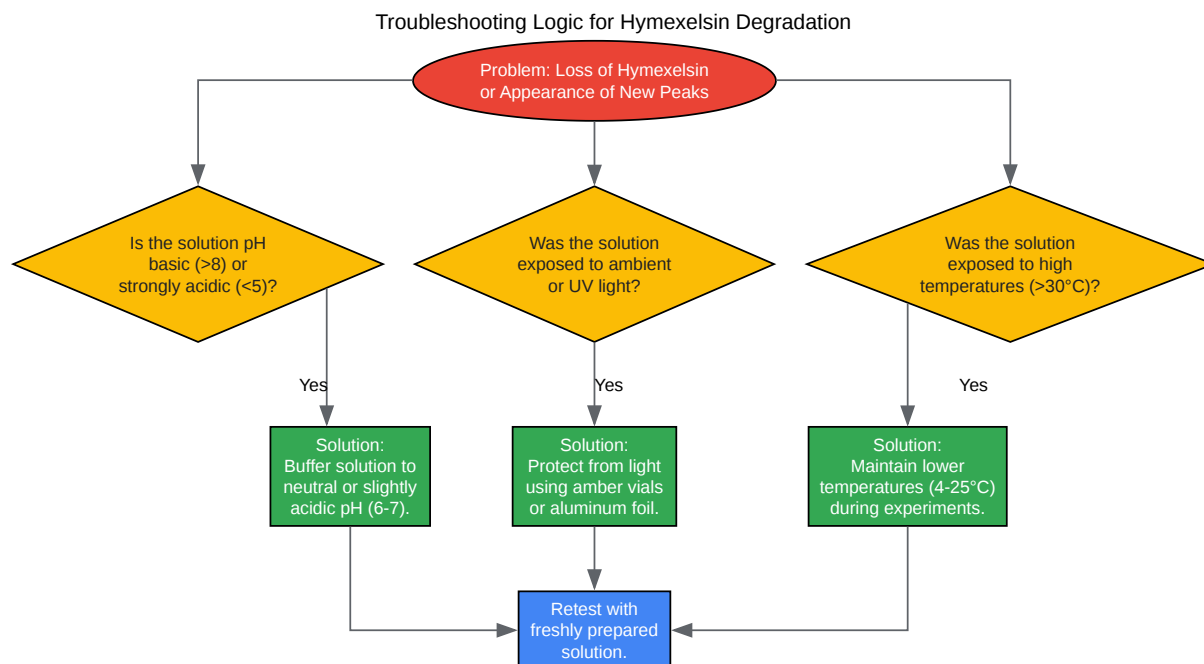 Troubleshooting Logic for Hymexelsin Degradation
Problem: Loss of Hymexelsin
or Appearance of New Peaks
Is the solution pH
basic (>8) or
strongly acidic (<5)?
Was the solution
exposed to ambient
or UV light?
Was the solution
exposed to high
temperatures (>30°C)?
Yes
Yes
Yes
Solution:
Buffer solution to
neutral or slightly
acidic pH (6-7).
Solution:
Protect from light
using amber vials
or aluminum foil.
Solution:
Maintain lower
temperatures (4-25°C)
during experiments.
Retest with
freshly prepared
solution.